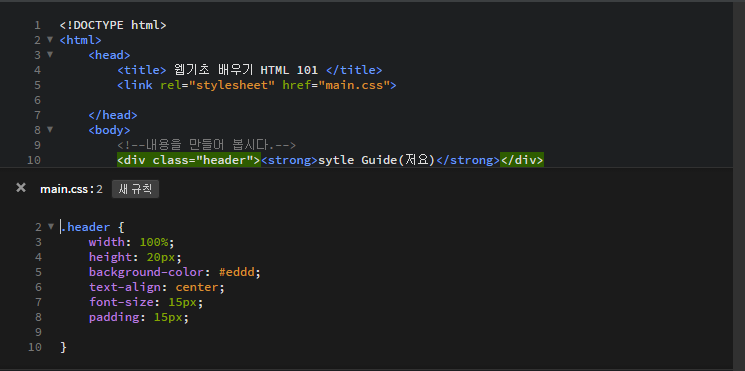 1 <!DOCTYPE html>
2 <html>
3 <head>
4 <title> 웹기초 배우기 HTML 101 </title>
5 <link rel="stylesheet" href="main.css">
6
7 </head>
8 <body>
9 <!--내용을 만들어 봅시다.-->
10 <div class="header"><strong>sytle Guide(저요)</strong></div>
× main.css : 2 새 규칙
2 .header {
3 width: 100%;
4 height: 20px;
5 background-color: #eddd;
6 text-align: center;
7 font-size: 15px;
8 padding: 15px;
9
10 }